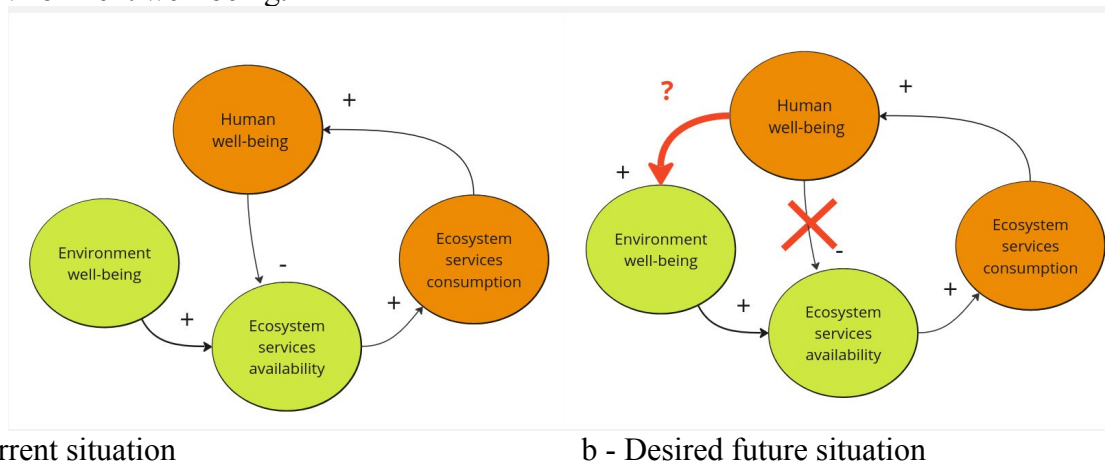 Human
well-being
+
Environment
well-being
-
+
Ecosystem
services
availability
+
Ecosystem
services
consumption
?
Human
well-being
+
+
Environment
well-being
-
+
Ecosystem
services
availability
+
Ecosystem
services
consumption
situation
b - Desired future situation